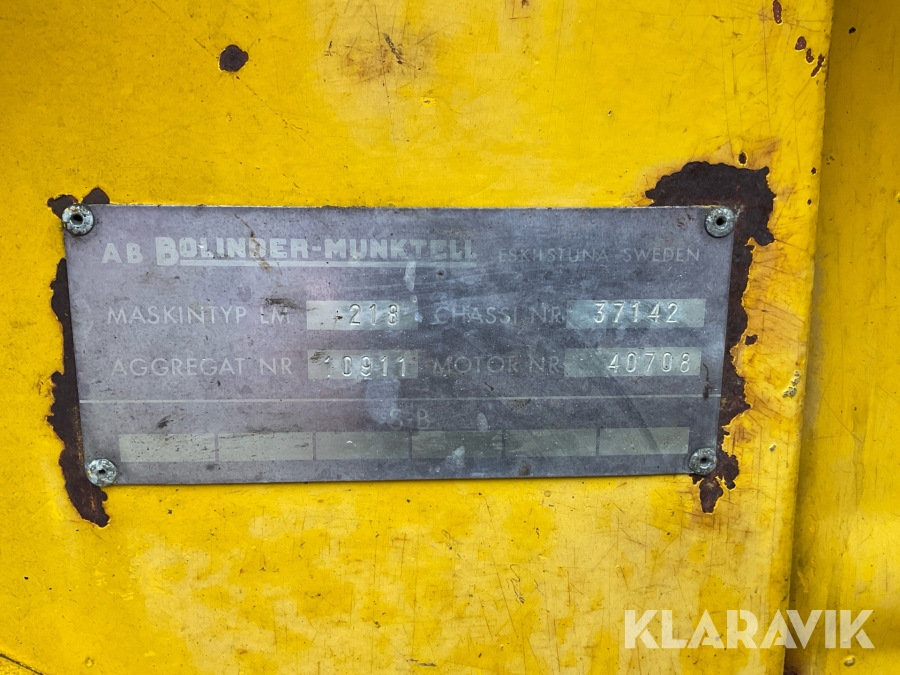 AB BOLINDER-MUNKTELL ESKILSTUNA SWEDEN
MASKINTYP LM 218 CHASSI NR 37142
AGGREGAT NR 10911 MOTOR NR 40708
S.B.
KLARAVIK